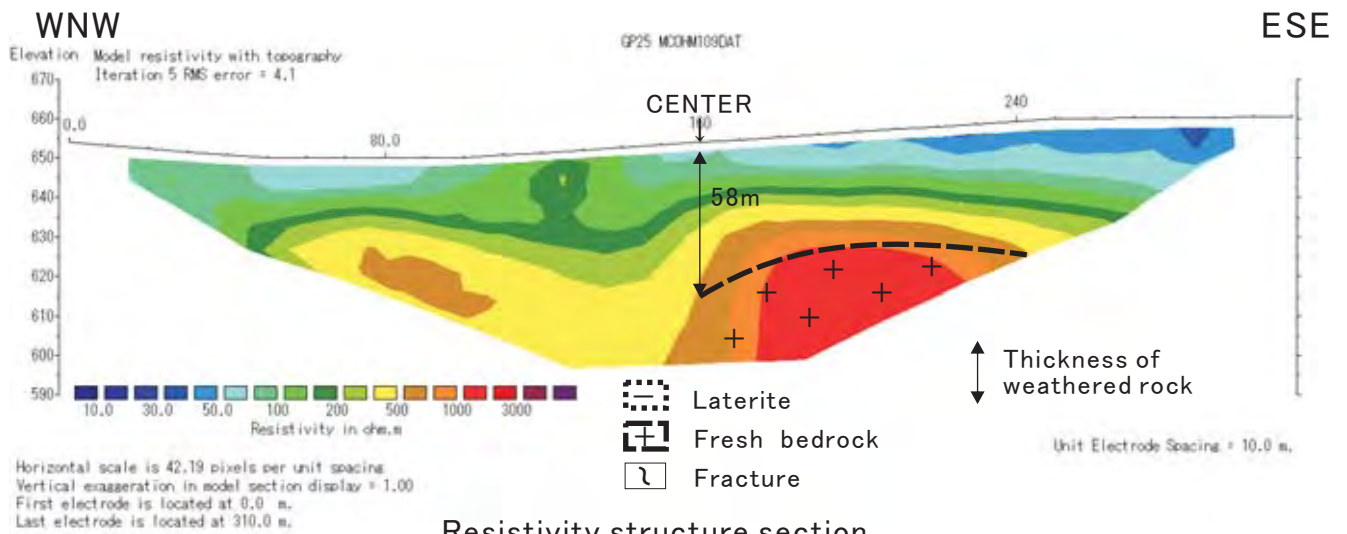 WNW
ESE
Elevation Model resistivity with topography
Iteration 5 RMS error = 4.1
GP25 MCOHM109DAT
670
660
650
640
630
620
610
600
590
0.0
80.0
CENTER
160
240
58m
10.0 30.0 50.0 100 200 500 1000 3000
Resistivity in ohm.m
Laterite
Fresh bedrock
Fracture
Thickness of
weathered rock
Unit Electrode Spacing = 10.0 m.
Horizontal scale is 42.19 pixels per unit spacing
Vertical exaggeration in model section display = 1.00
First electrode is located at 0.0 m.
Last electrode is located at 310.0 m.
Resistivity structure section